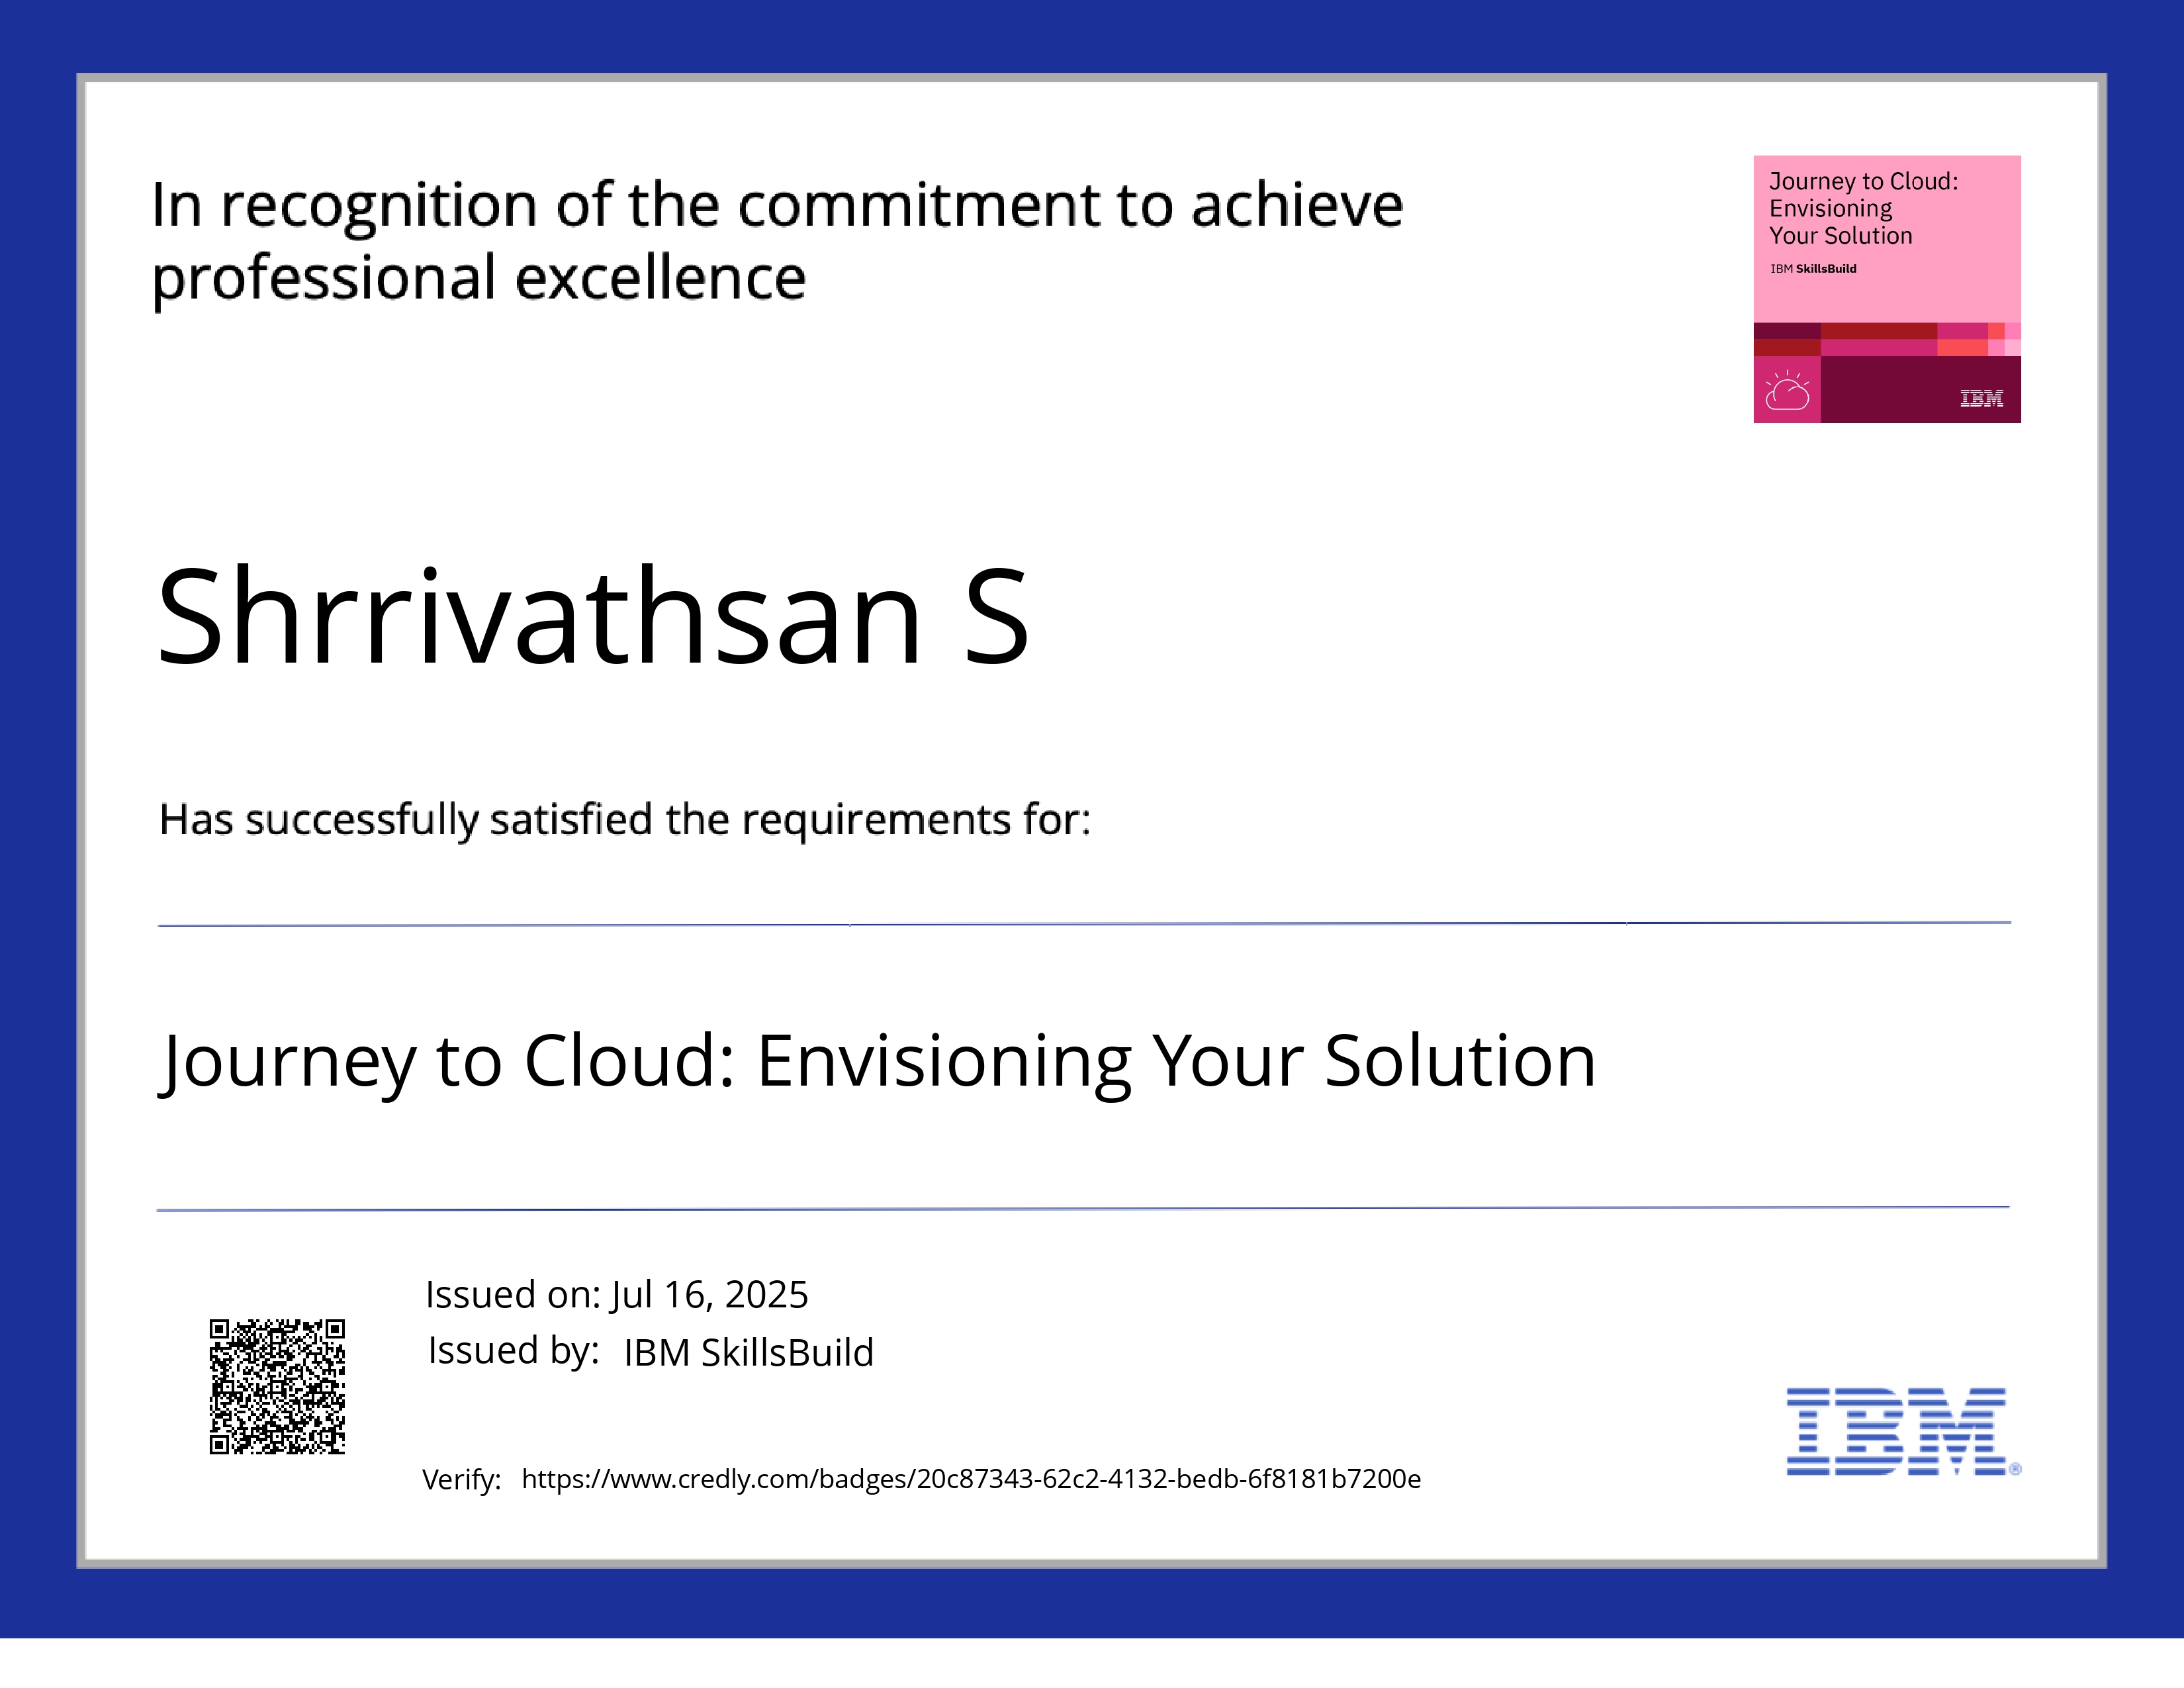 In recognition of the commitment to achieve
professional excellence
Journey to Cloud:
Envisioning
Your Solution
IBM SkillsBuild
IBM
Shrrivathsan S
Has successfully satisfied the requirements for:
Journey to Cloud: Envisioning Your Solution
Issued on: Jul 16, 2025
Issued by: IBM SkillsBuild
Verify: https://www.credly.com/badges/20c87343-62c2-4132-bedb-6f8181b7200e
IBM®